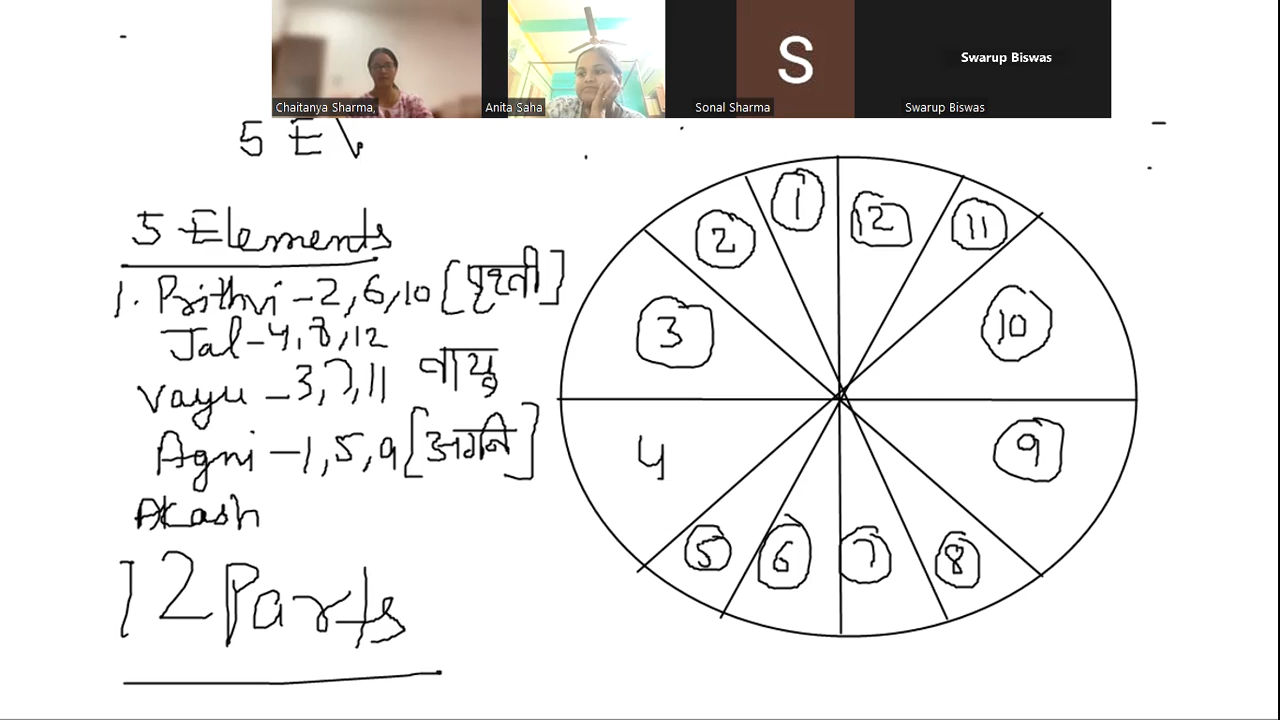 Swarup Biswas
S
Chaitanya Sharma,
Anita Saha
Sonal Sharma
Swarup Biswas
5 El
5 Elements
1. Prithvi - 2, 6, 10 [पृथ्वी]
Jal - 4, 8, 12
Vayu - 3, 7, 11 वायु
Agni - 1, 5, 9 [अग्नि]
Akash
12 Parts
1
12
11
2
3
10
4
9
5
6
7
8